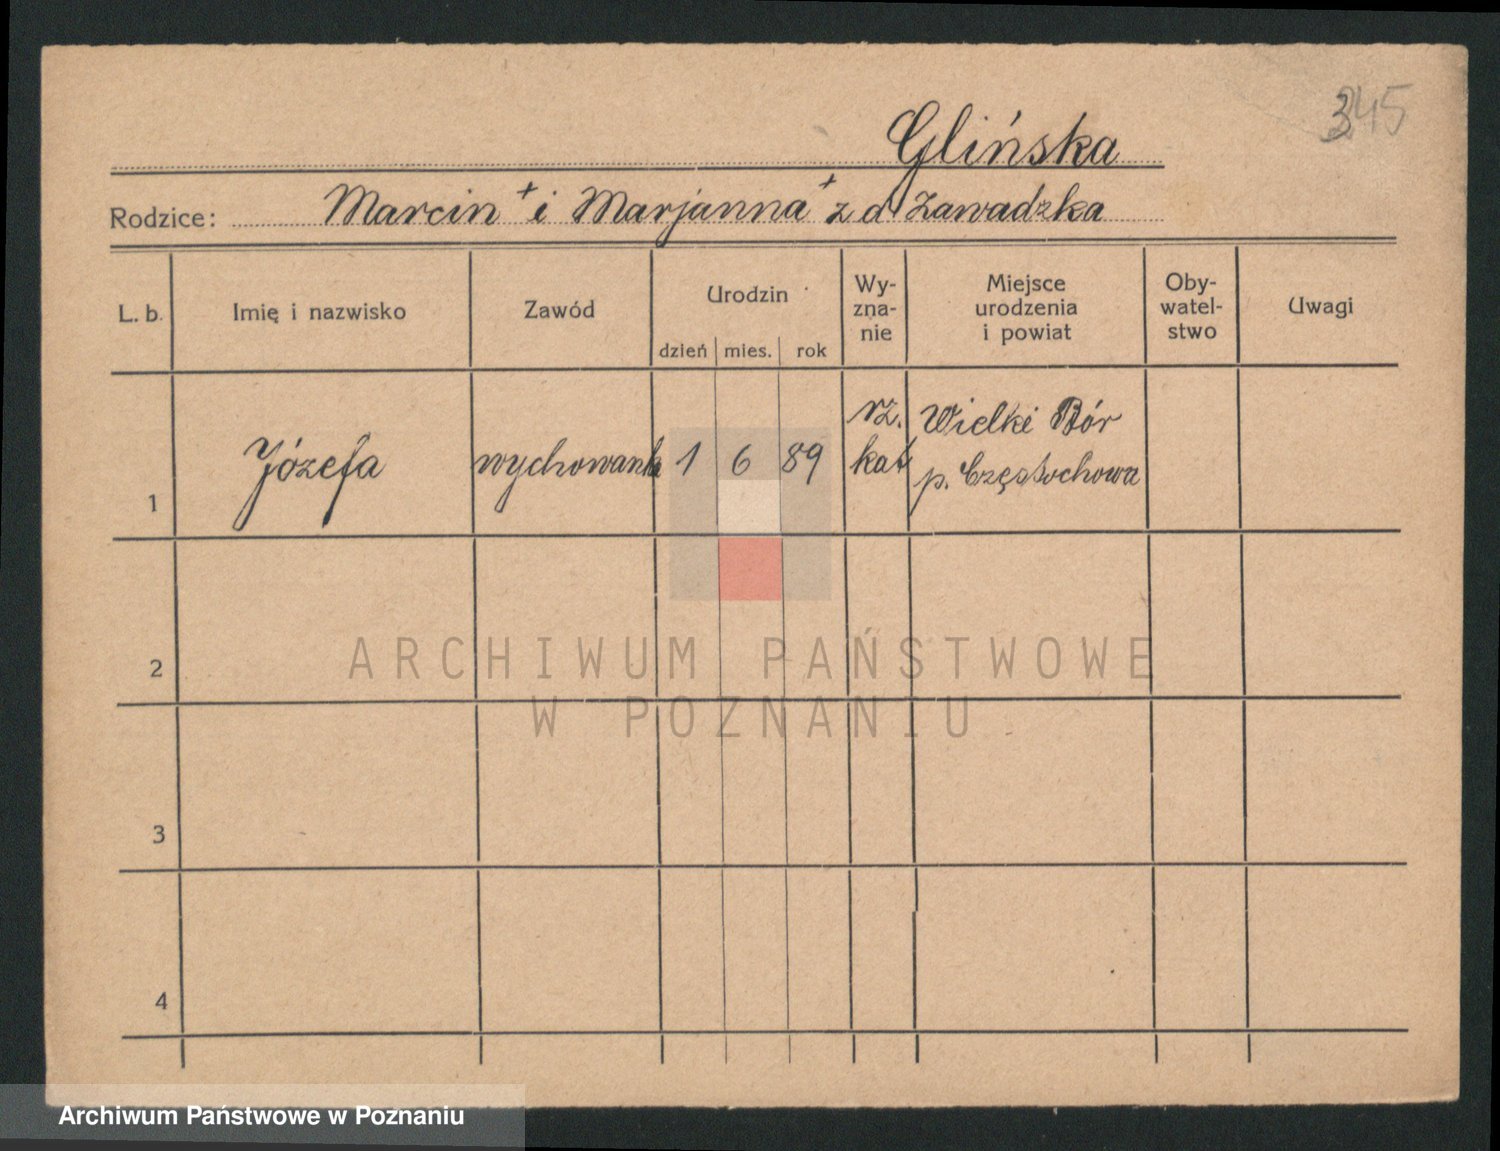 345
Glińska
Rodzice: Marcin + i Marjanna + z d. Zawadzka
L. b. Imię i nazwisko Zawód Urodzin dzień mies. rok Wy-zna-nie Miejsce urodzenia i powiat Oby-watel-stwo Uwagi
1 Józefa wychowank 1 6 89 rz. kat Wielki Bór p. Częstochowa
2
ARCHIWUM PAŃSTWOWE
W POZNANIU
3
4
Archiwum Państwowe w Poznaniu